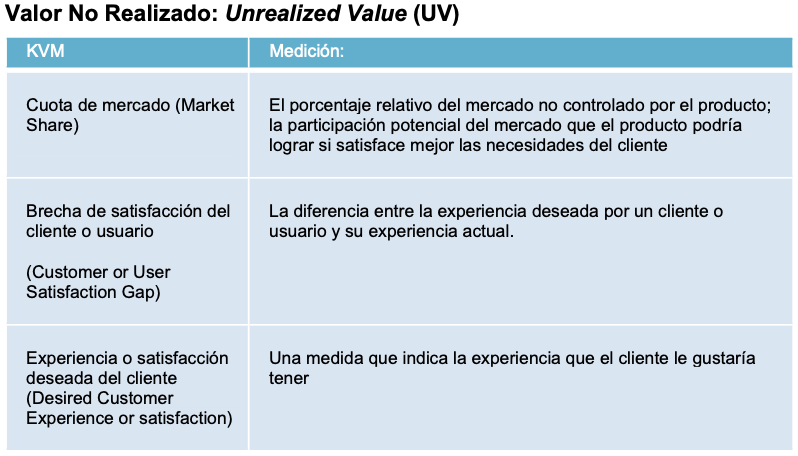 Valor No Realizado: Unrealized Value (UV)
KVM
Medición:
Cuota de mercado (Market
Share)
El porcentaje relativo del mercado no controlado por el producto;
la participación potencial del mercado que el producto podría
lograr si satisface mejor las necesidades del cliente
Brecha de satisfacción del
cliente o usuario
(Customer or User
Satisfaction Gap)
La diferencia entre la experiencia deseada por un cliente o
usuario y su experiencia actual.
Experiencia o satisfacción
deseada del cliente
(Desired Customer
Experience or satisfaction)
Una medida que indica la experiencia que el cliente le gustaría
tener